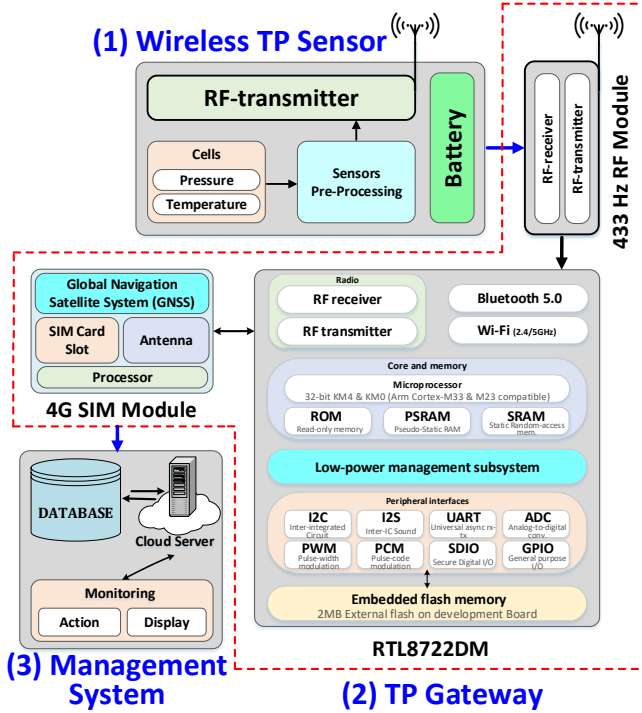 (1) Wireless TP Sensor
RF-transmitter
Battery
Cells
Pressure
Temperature
Sensors
Pre-Processing
RF-receiver
RF-transmitter
433 Hz RF Module
Global Navigation
Satellite System (GNSS)
SIM Card
Slot
Antenna
Processor
4G SIM Module
Radio
RF receiver
RF transmitter
Bluetooth 5.0
Wi-Fi (2.4/5GHz)
Core and memory
Microprocessor
32-bit KM4 & KM0 (Arm Cortex-M33 & M23 compatible)
ROM
Read-only memory
PSRAM
Pseudo-Static RAM
SRAM
Static Random-access
mem.
Low-power management subsystem
Peripheral interfaces
I2C
Inter-integrated
Circuit
I2S
Inter-IC Sound
UART
Universal async rx-
tx
ADC
Analog-to-digital
conv.
PWM
Pulse-width
modulation
PCM
Pulse-code
modulation
SDIO
Secure Digital I/O
GPIO
General purpose
I/O
Embedded flash memory
2MB External flash on development Board
RTL8722DM
DATABASE
Cloud Server
Monitoring
Action
Display
(3) Management
System
(2) TP Gateway